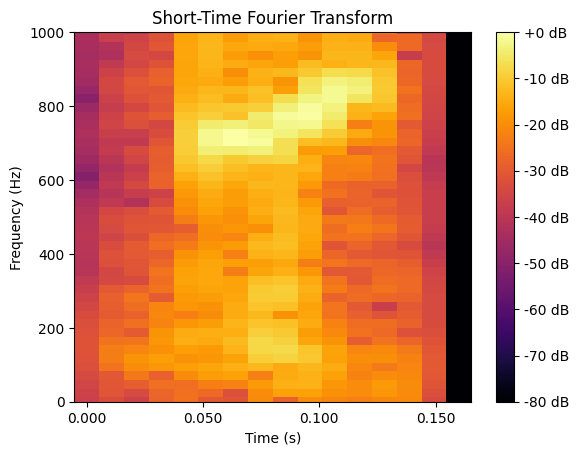 Short-Time Fourier Transform
Frequency (Hz)
1000
800
600
400
200
0
0.000
0.050
0.100
0.150
Time (s)
+0 dB
-10 dB
-20 dB
-30 dB
-40 dB
-50 dB
-60 dB
-70 dB
-80 dB